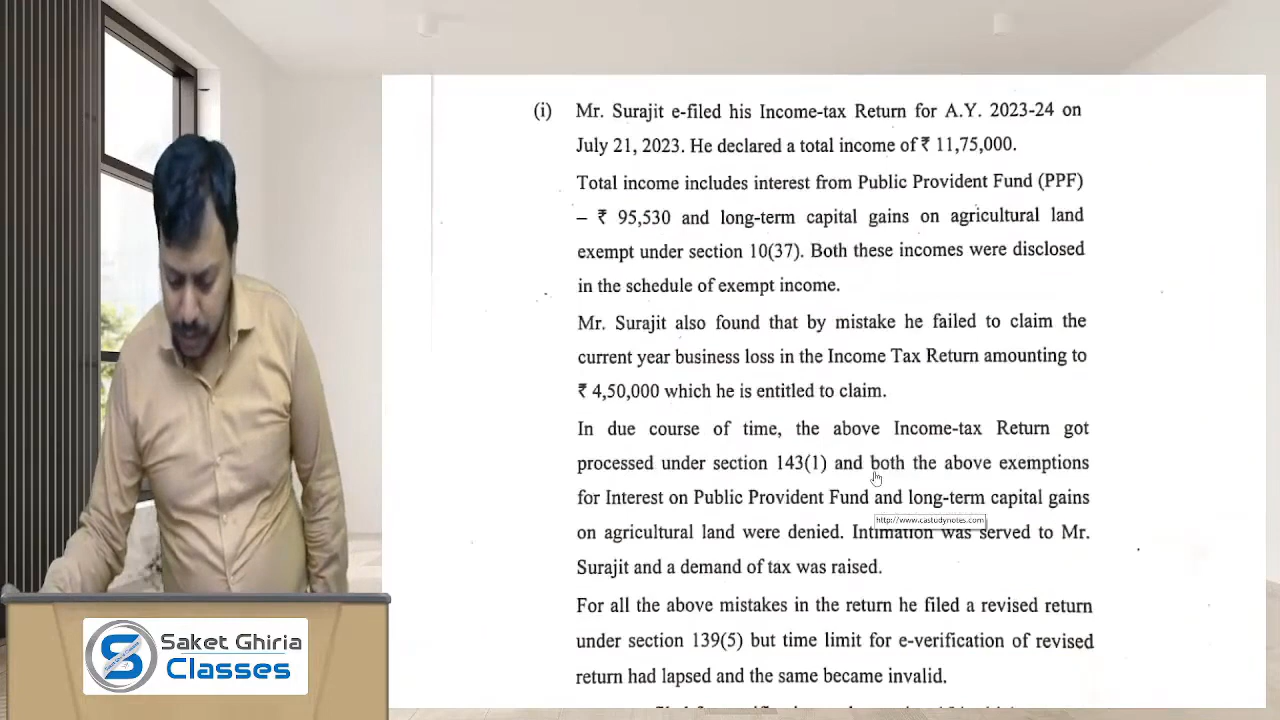 (i) Mr. Surajit e-filed his Income-tax Return for A.Y. 2023-24 on
July 21, 2023. He declared a total income of ₹ 11,75,000.
Total income includes interest from Public Provident Fund (PPF)
– ₹ 95,530 and long-term capital gains on agricultural land
exempt under section 10(37). Both these incomes were disclosed
in the schedule of exempt income.
Mr. Surajit also found that by mistake he failed to claim the
current year business loss in the Income Tax Return amounting to
₹ 4,50,000 which he is entitled to claim.
In due course of time, the above Income-tax Return got
processed under section 143(1) and both the above exemptions
for Interest on Public Provident Fund and long-term capital gains
http://www.castudynotes.com
on agricultural land were denied. Intimation was served to Mr.
Surajit and a demand of tax was raised.
For all the above mistakes in the return he filed a revised return
under section 139(5) but time limit for e-verification of revised
return had lapsed and the same became invalid.
Saket Ghiria
Classes